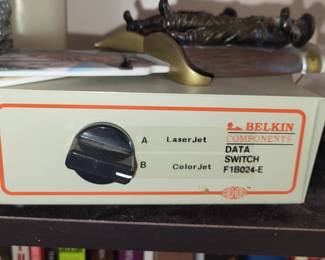 BELKIN
COMPONENTS
DATA
SWITCH
F1B024-E
A LaserJet
B ColorJet